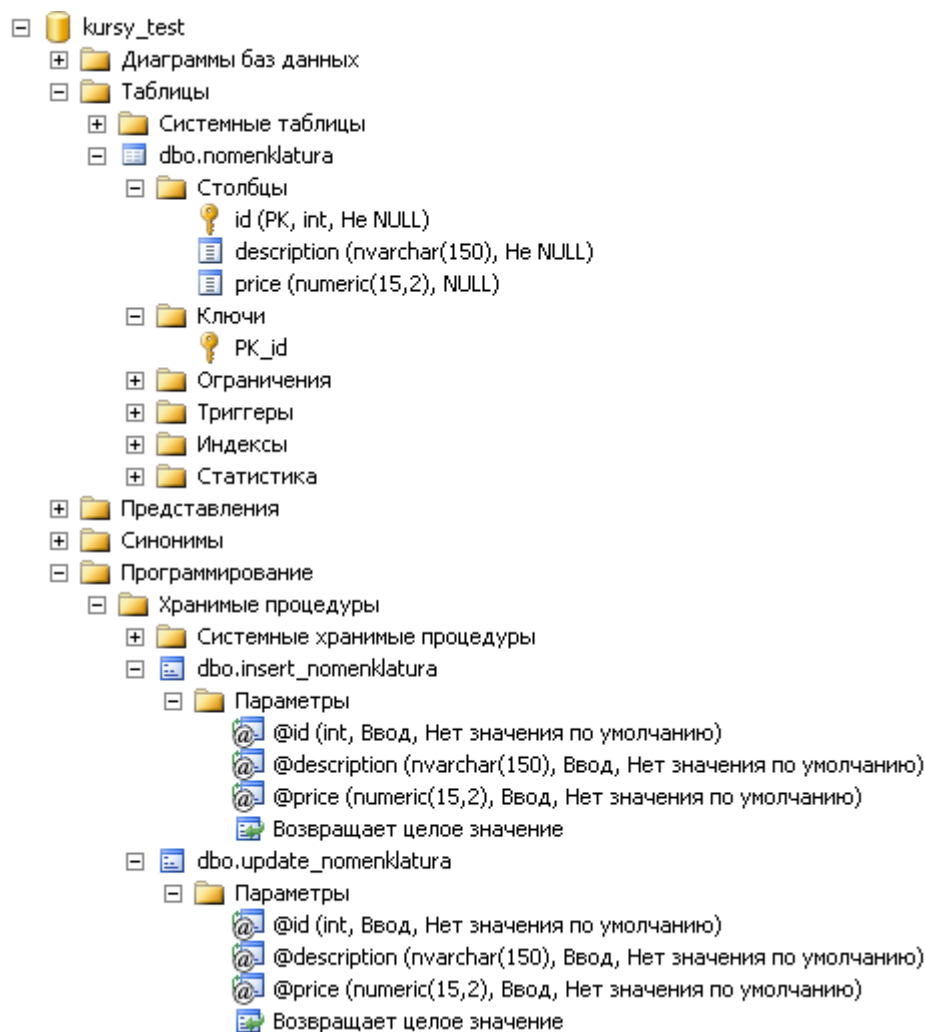 kursy_test
Диаграммы баз данных
Таблицы
Системные таблицы
dbo.nomenklatura
Столбцы
id (PK, int, Не NULL)
description (nvarchar(150), Не NULL)
price (numeric(15,2), NULL)
Ключи
PK_id
Ограничения
Триггеры
Индексы
Статистика
Представления
Синонимы
Программирование
Хранимые процедуры
Системные хранимые процедуры
dbo.insert_nomenklatura
Параметры
@id (int, Ввод, Нет значения по умолчанию)
@description (nvarchar(150), Ввод, Нет значения по умолчанию)
@price (numeric(15,2), Ввод, Нет значения по умолчанию)
Возвращает целое значение
dbo.update_nomenklatura
Параметры
@id (int, Ввод, Нет значения по умолчанию)
@description (nvarchar(150), Ввод, Нет значения по умолчанию)
@price (numeric(15,2), Ввод, Нет значения по умолчанию)
Возвращает целое значение